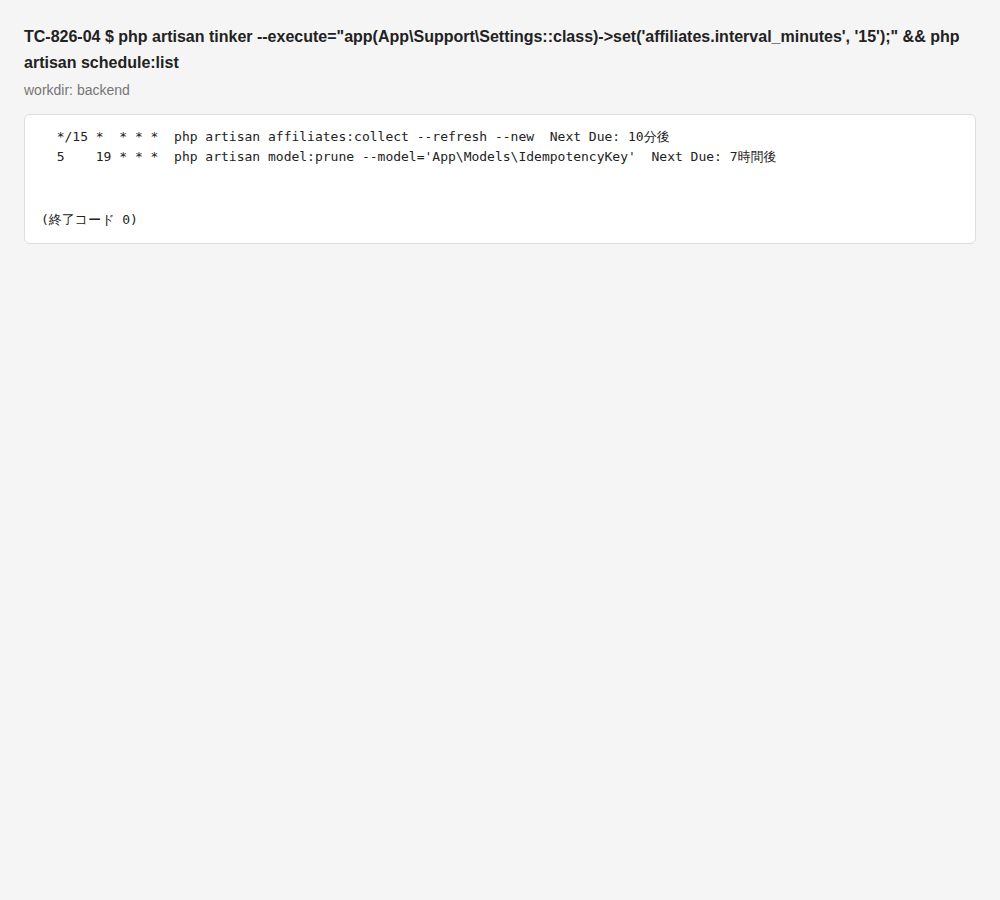 TC-826-04 $ php artisan tinker --execute="app(App\Support\Settings::class)->set('affiliates.interval_minutes', '15');" && php
artisan schedule:list
workdir: backend
*/15 *  * * *  php artisan affiliates:collect --refresh --new  Next Due: 10分後
5    19 * * *  php artisan model:prune --model='App\Models\IdempotencyKey'  Next Due: 7時間後
(終了コード 0)